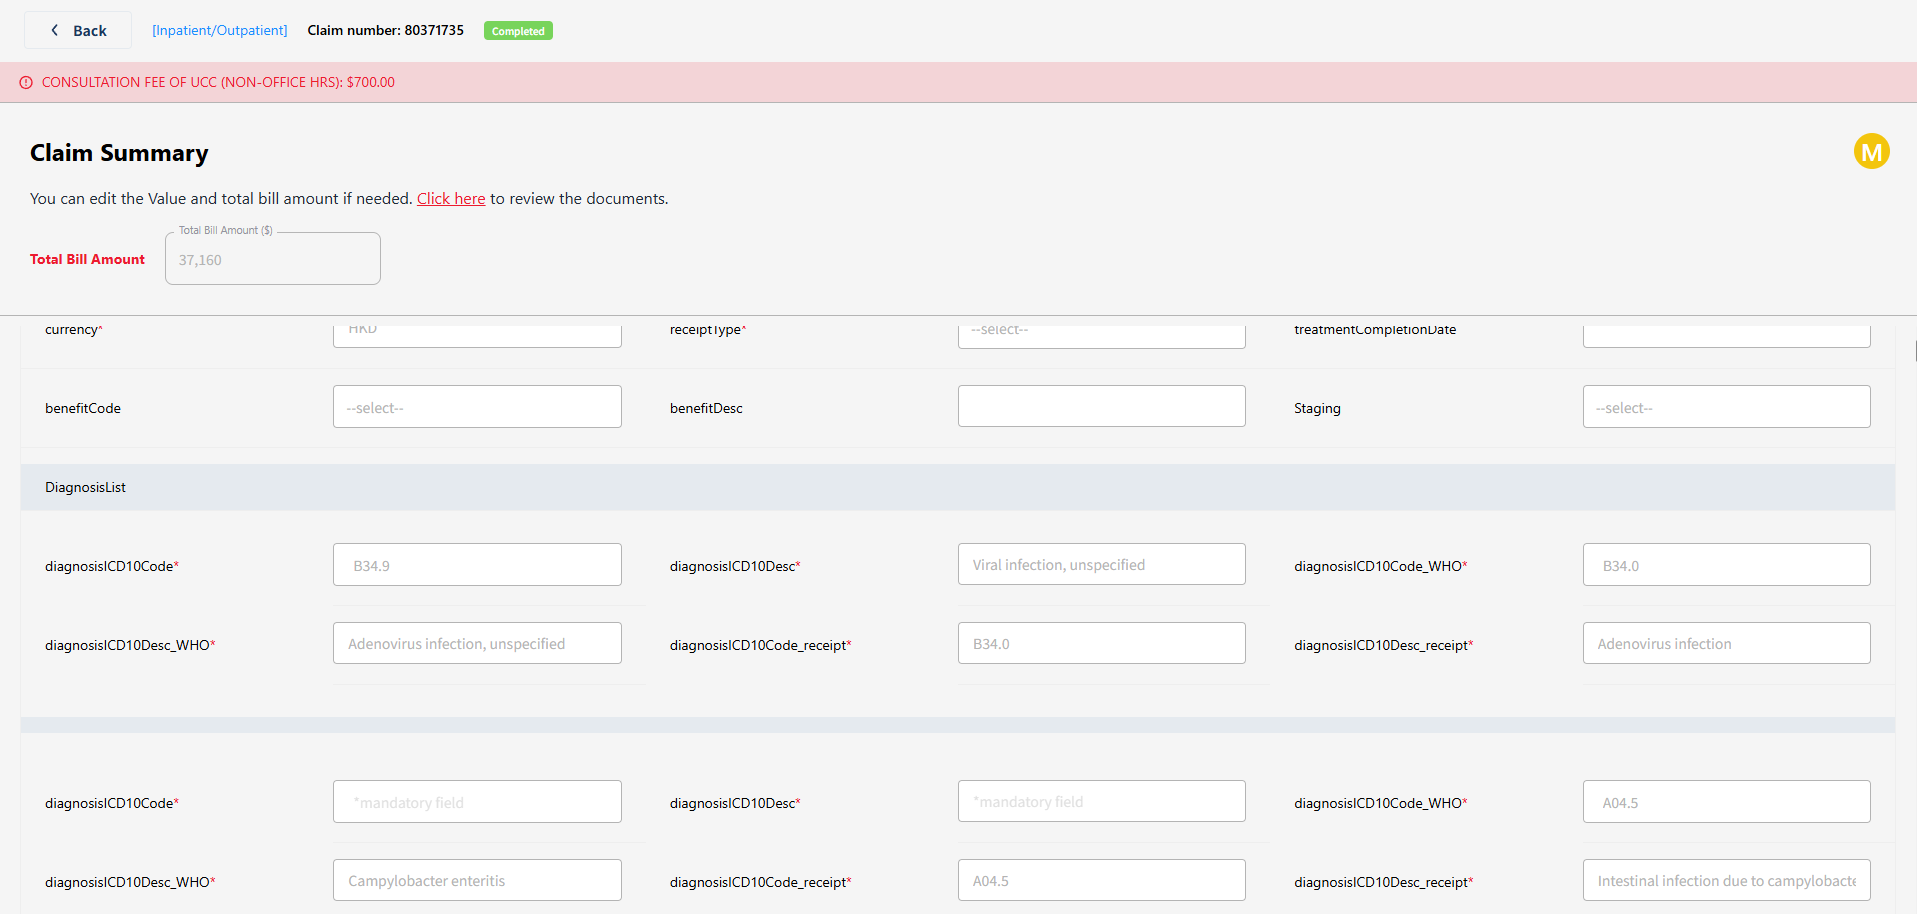 Back
[Inpatient/Outpatient]
Claim number: 80371735
Completed
CONSULTATION FEE OF UCC (NON-OFFICE HRS): $700.00
Claim Summary
M
You can edit the Value and total bill amount if needed. Click here to review the documents.
Total Bill Amount
Total Bill Amount ($)
37,160
currency*
HKD
receiptType*
--select--
treatmentCompletionDate
benefitCode
--select--
benefitDesc
Staging
--select--
DiagnosisList
diagnosisICD10Code*
B34.9
diagnosisICD10Desc*
Viral infection, unspecified
diagnosisICD10Code_WHO*
B34.0
diagnosisICD10Desc_WHO*
Adenovirus infection, unspecified
diagnosisICD10Code_receipt*
B34.0
diagnosisICD10Desc_receipt*
Adenovirus infection
diagnosisICD10Code*
*mandatory field
diagnosisICD10Desc*
*mandatory field
diagnosisICD10Code_WHO*
A04.5
diagnosisICD10Desc_WHO*
Campylobacter enteritis
diagnosisICD10Code_receipt*
A04.5
diagnosisICD10Desc_receipt*
Intestinal infection due to campylobacte